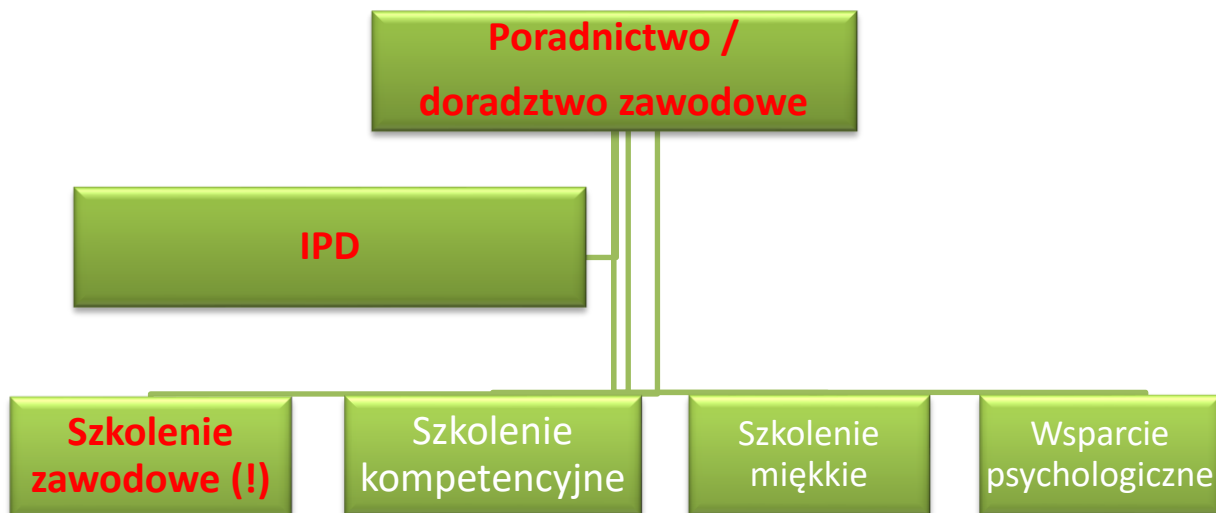 Poradnictwo /
doradztwo zawodowe
IPD
Szkolenie
zawodowe (!)
Szkolenie
kompetencyjne
Szkolenie
miękkie
Wsparcie
psychologiczne